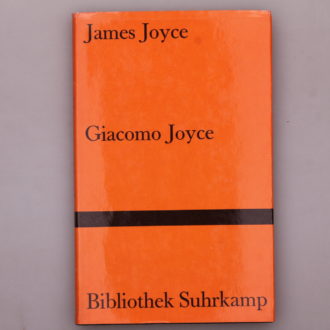 James Joyce
Giacomo Joyce
Bibliothek Suhrkamp